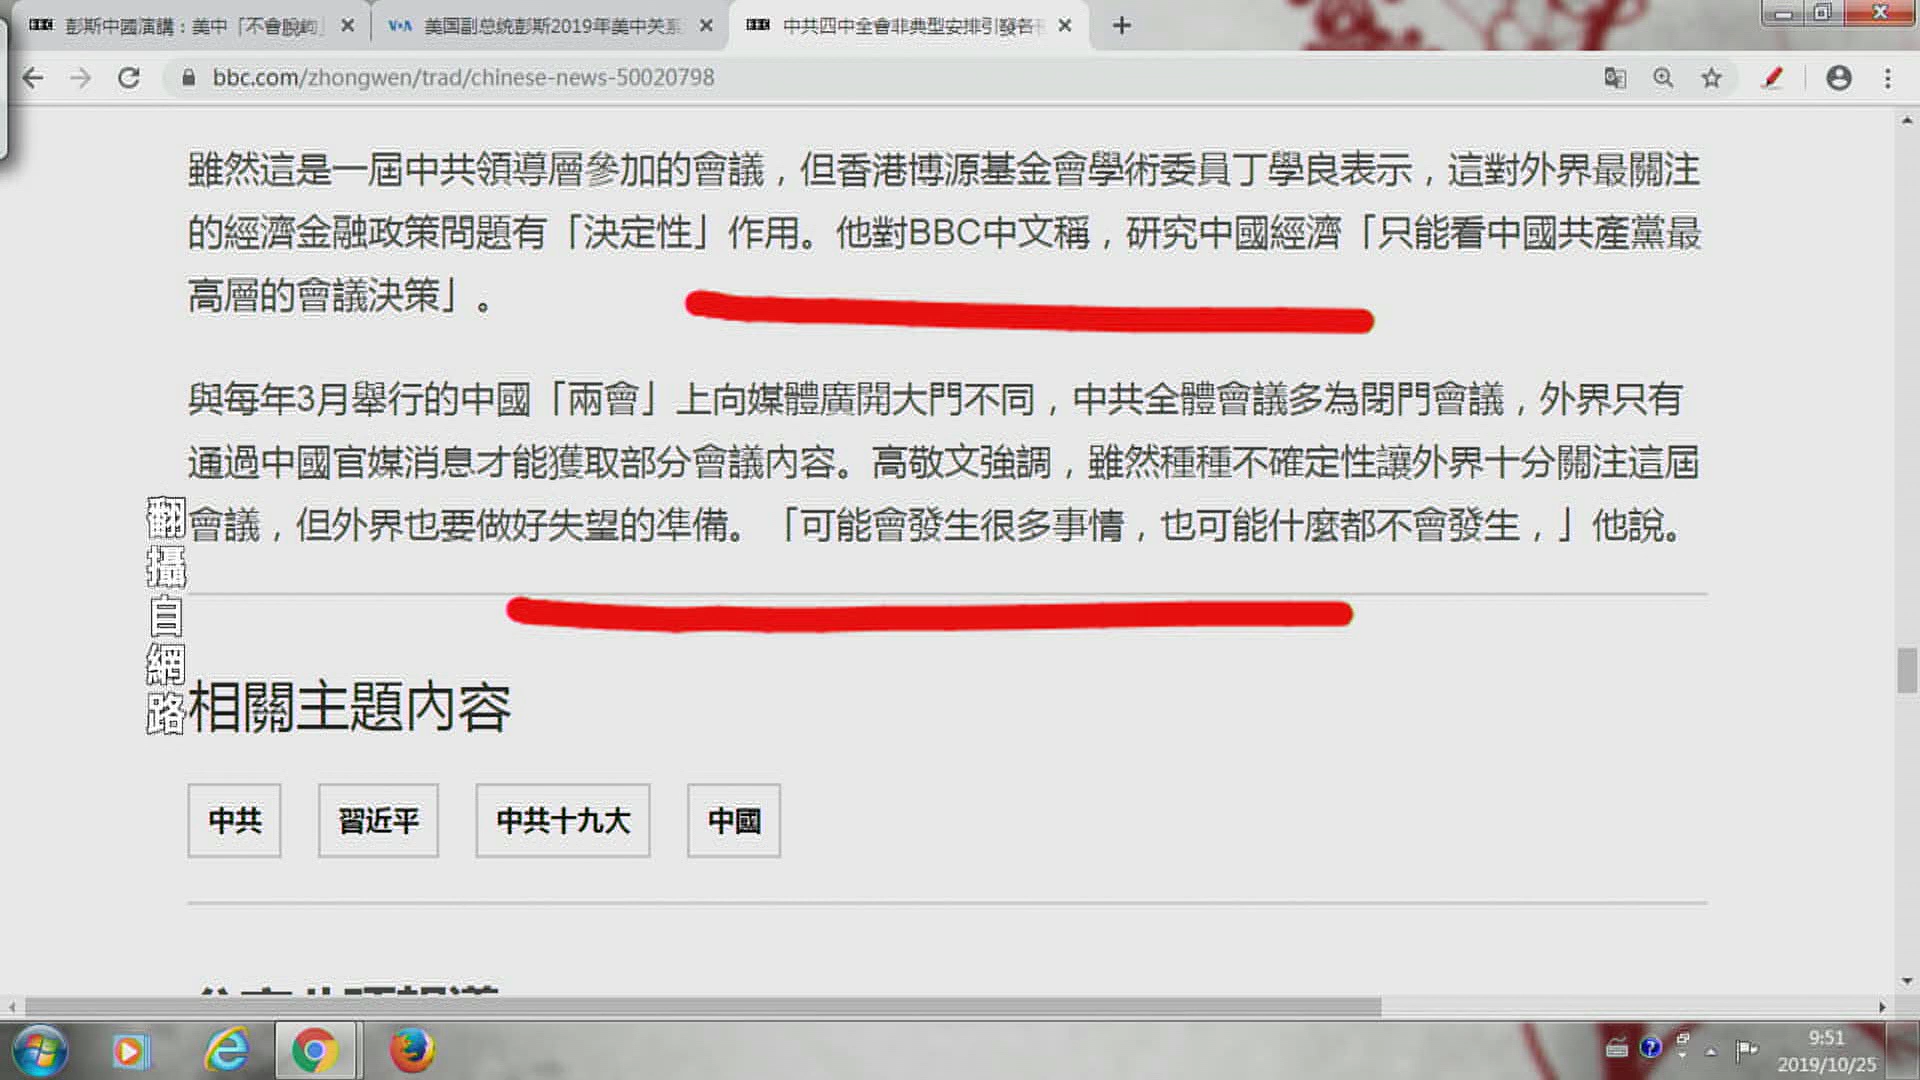 BBC 彭斯中國演講：美中「不會脫鉤」
VOA 美国副总统彭斯2019年美中关系
BBC 中共四中全會非典型安排引發各
bbc.com/zhongwen/trad/chinese-news-50020798
雖然這是一屆中共領導層參加的會議，但香港博源基金會學術委員丁學良表示，這對外界最關注
的經濟金融政策問題有「決定性」作用。他對BBC中文稱，研究中國經濟「只能看中國共產黨最
高層的會議決策」。
與每年3月舉行的中國「兩會」上向媒體廣開大門不同，中共全體會議多為閉門會議，外界只有
通過中國官媒消息才能獲取部分會議內容。高敬文強調，雖然種種不確定性讓外界十分關注這屆
會議，但外界也要做好失望的準備。「可能會發生很多事情，也可能什麼都不會發生，」他說。
翻攝自網路
相關主題內容
中共
習近平
中共十九大
中國
9:51
2019/10/25